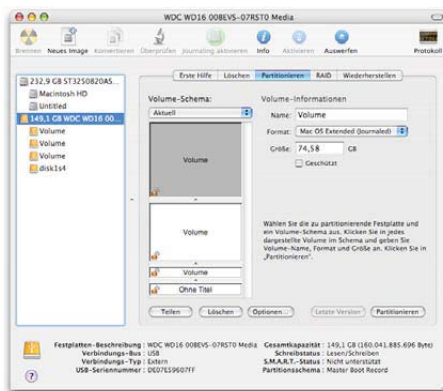 WDC WD16 00BEVS-07RST0 Media
Brennen Neues Image Konvertieren Überprüfen Journaling aktivieren Info Aktivieren Auswerfen Protokoll
232,9 GB ST3250820AS...
Macintosh HD
Untitled
149,1 GB WDC WD16 00...
Volume
Volume
Volume
disk1s4
Erste Hilfe Löschen Partitionieren RAID Wiederherstellen
Volume-Schema:
Aktuell
Volume
Volume
Volume
Ohne Titel
Volume-Informationen
Name: Volume
Format: Mac OS Extended (Journaled)
Größe: 74,58 GB
Geschützt
Wählen Sie die zu partitionierende Festplatte und
ein Volume-Schema aus. Klicken Sie in jedes
dargestellte Volume im Schema und geben Sie
Volume-Name, Format und Größe an. Klicken Sie in
„Partitionieren".
Teilen Löschen Optionen... Letzte Version Partitionieren
Festplatten-Beschreibung : WDC WD16 00BEVS-07RST0 Media
Verbindungs-Bus : USB
Verbindungs-Typ : Extern
USB-Seriennummer : DE07E59607FF
Gesamtkapazität : 149,1 GB (160.041.885.696 Byte)
Schreibstatus : Lesen/Schreiben
S.M.A.R.T.-Status : Nicht unterstützt
Partitionsschema : Master Boot Record